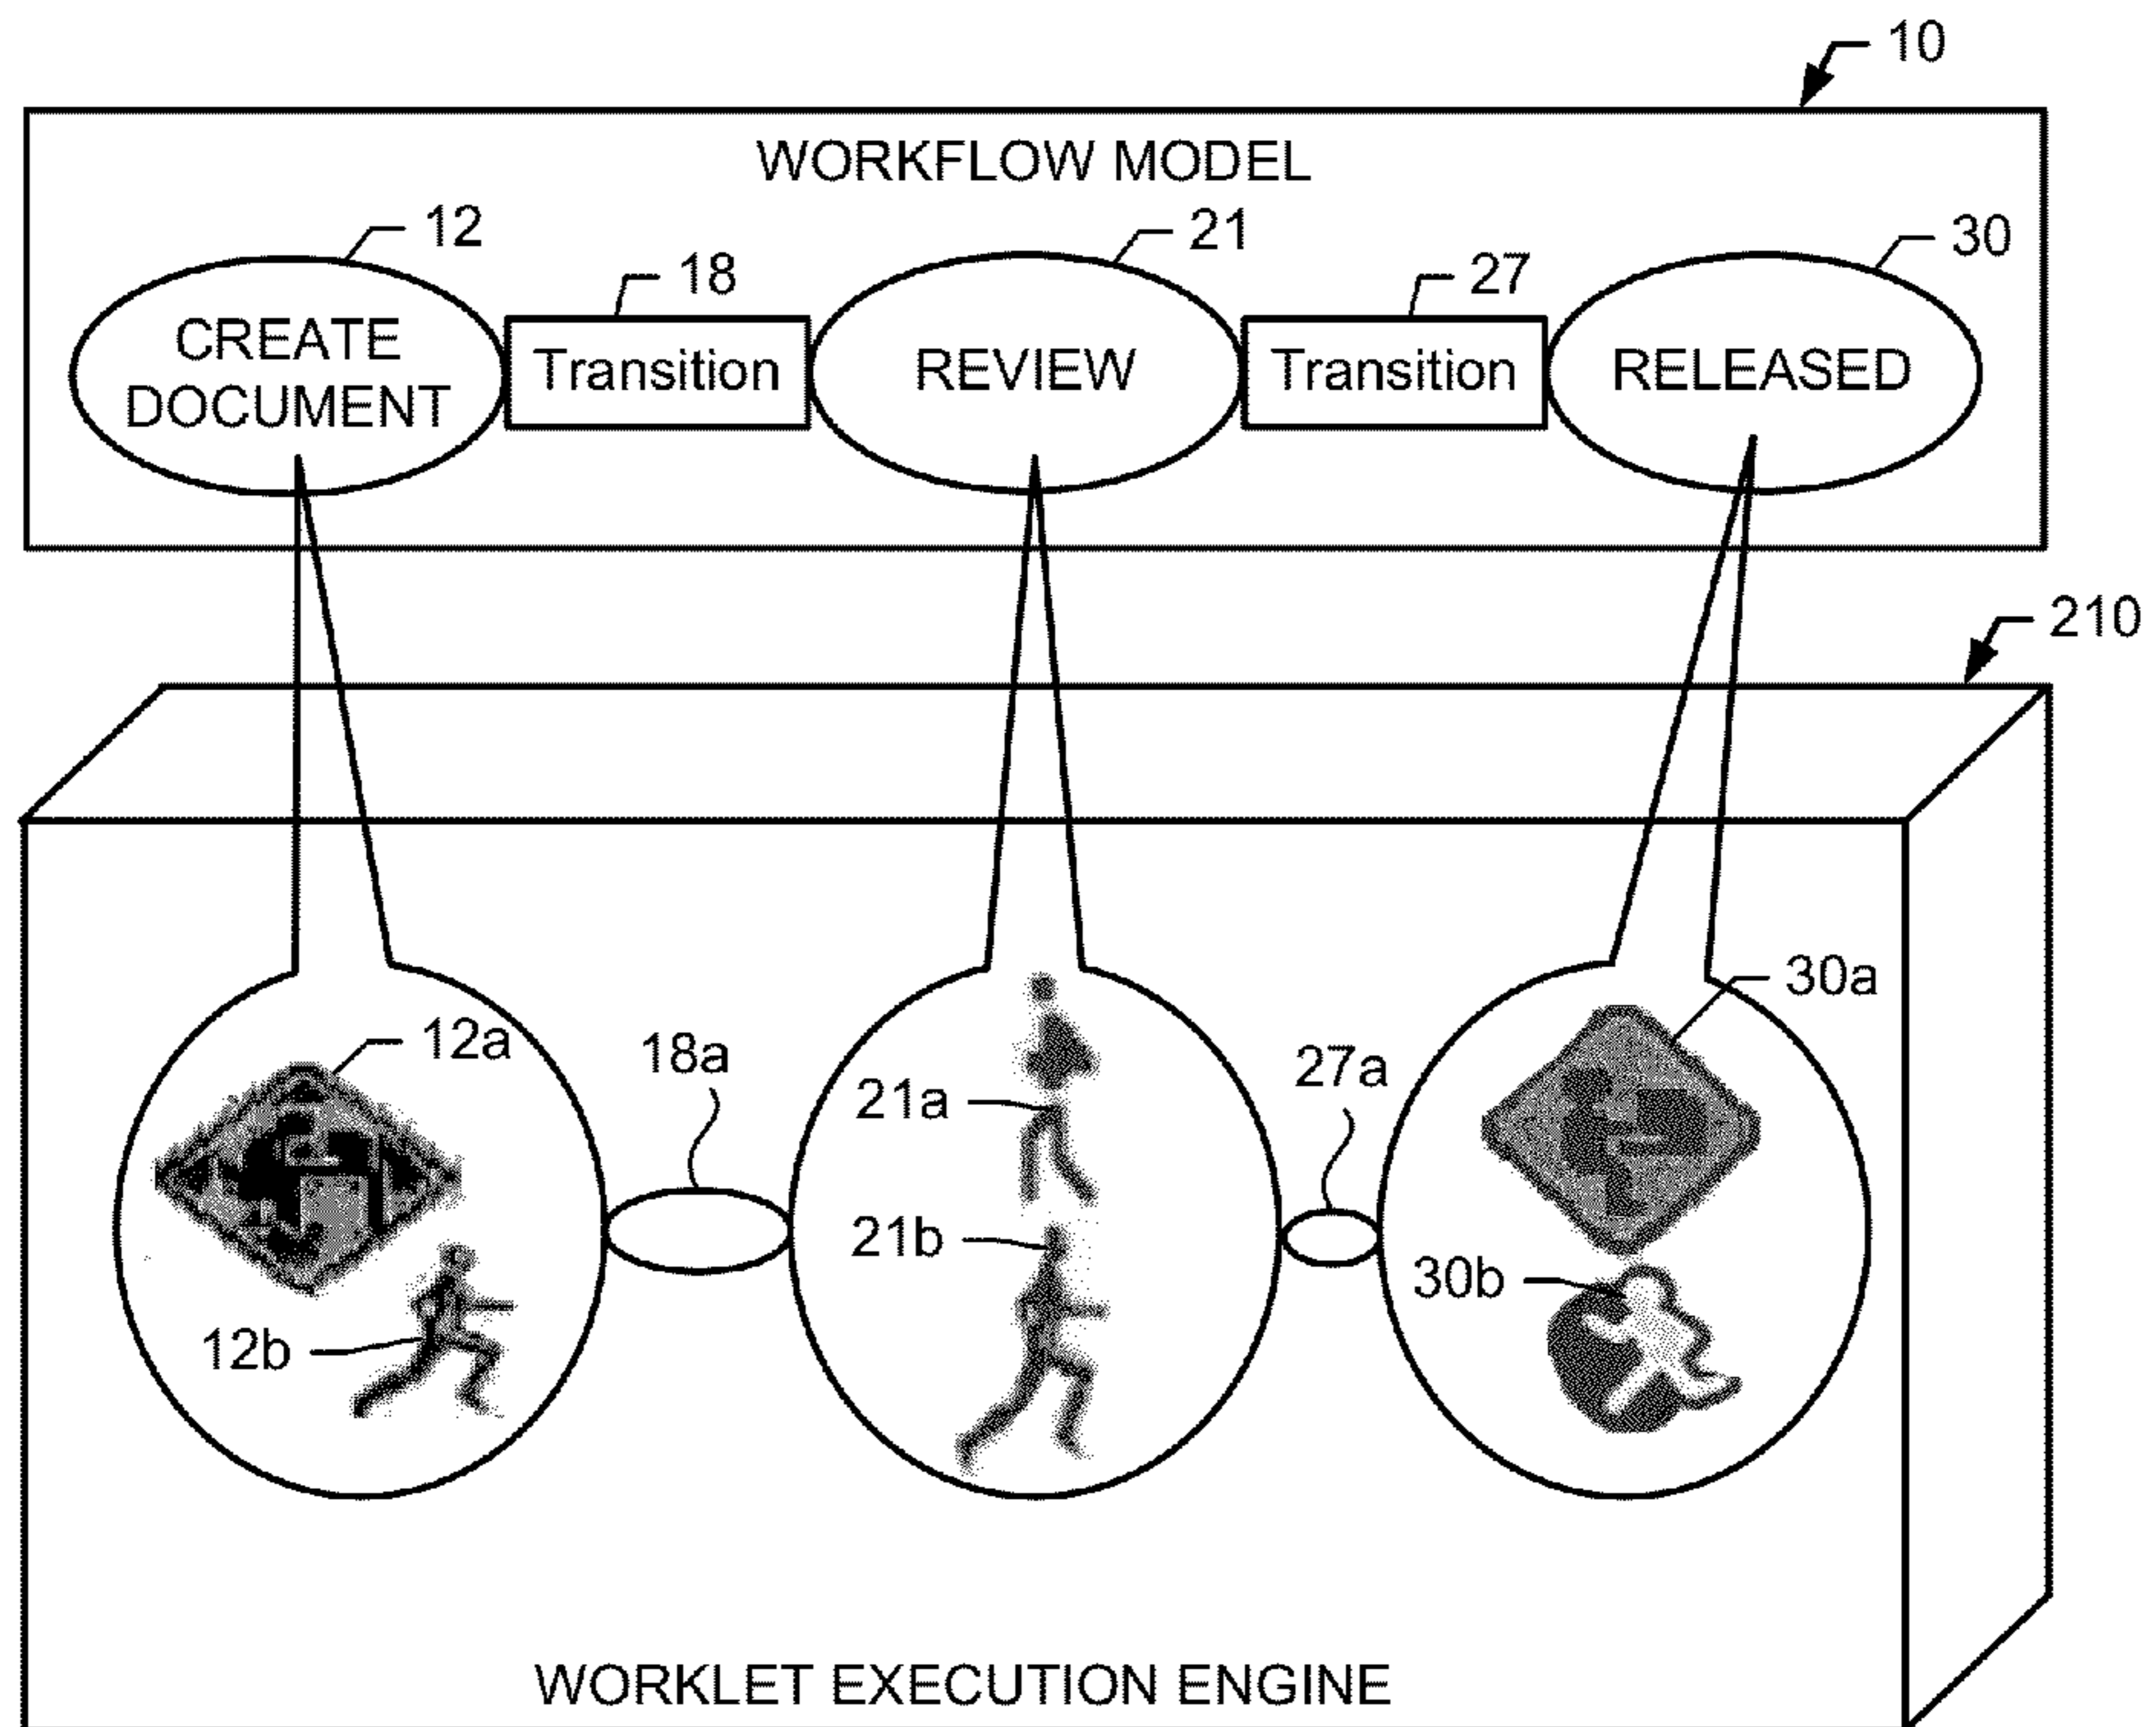 10
WORKFLOW MODEL
12
21
30
18
27
CREATE
DOCUMENT
Transition
REVIEW
Transition
RELEASED
210
30a
12a
18a
27a
21a
21b
30b
12b
WORKLET EXECUTION ENGINE